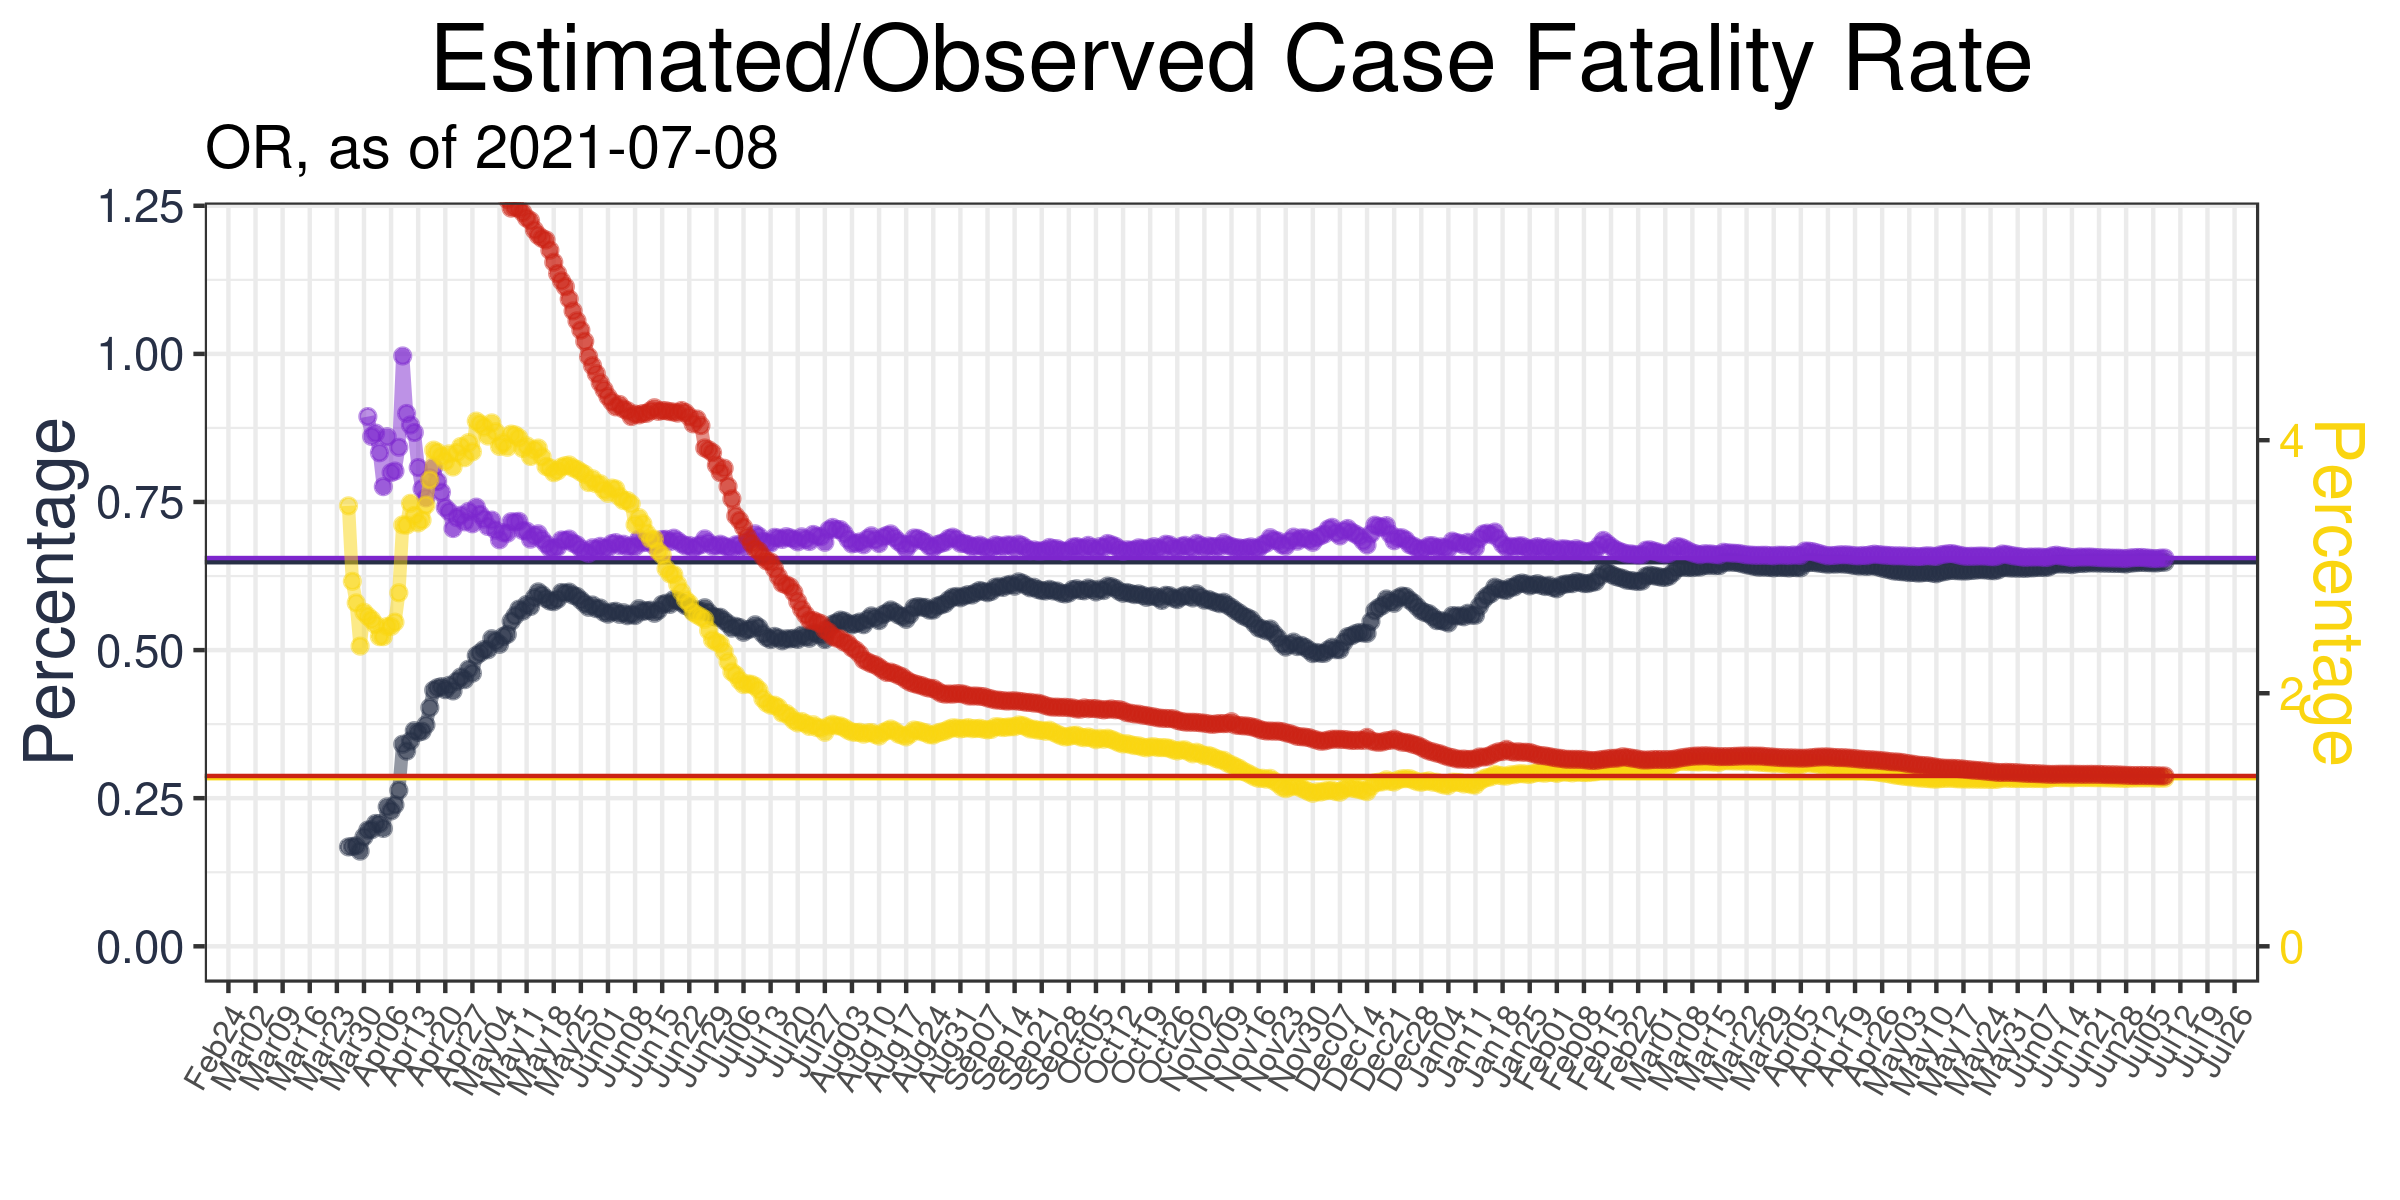 Estimated/Observed Case Fatality Rate
OR, as of 2021-07-08
1.25
1.00
0.75
0.50
0.25
0.00
Percentage
4
2
0
Percentage
Feb24
Mar02
Mar09
Mar16
Mar23
Mar30
Apr06
Apr13
Apr20
Apr27
May04
May11
May18
May25
Jun01
Jun08
Jun15
Jun22
Jun29
Jul06
Jul13
Jul20
Jul27
Aug03
Aug10
Aug17
Aug24
Aug31
Sep07
Sep14
Sep21
Sep28
Oct05
Oct12
Oct19
Oct26
Nov02
Nov09
Nov16
Nov23
Nov30
Dec07
Dec14
Dec21
Dec28
Jan04
Jan11
Jan18
Jan25
Feb01
Feb08
Feb15
Feb22
Mar01
Mar08
Mar15
Mar22
Mar29
Apr05
Apr12
Apr19
Apr26
May03
May10
May17
May24
May31
Jun07
Jun14
Jun21
Jun28
Jul05
Jul12
Jul19
Jul26